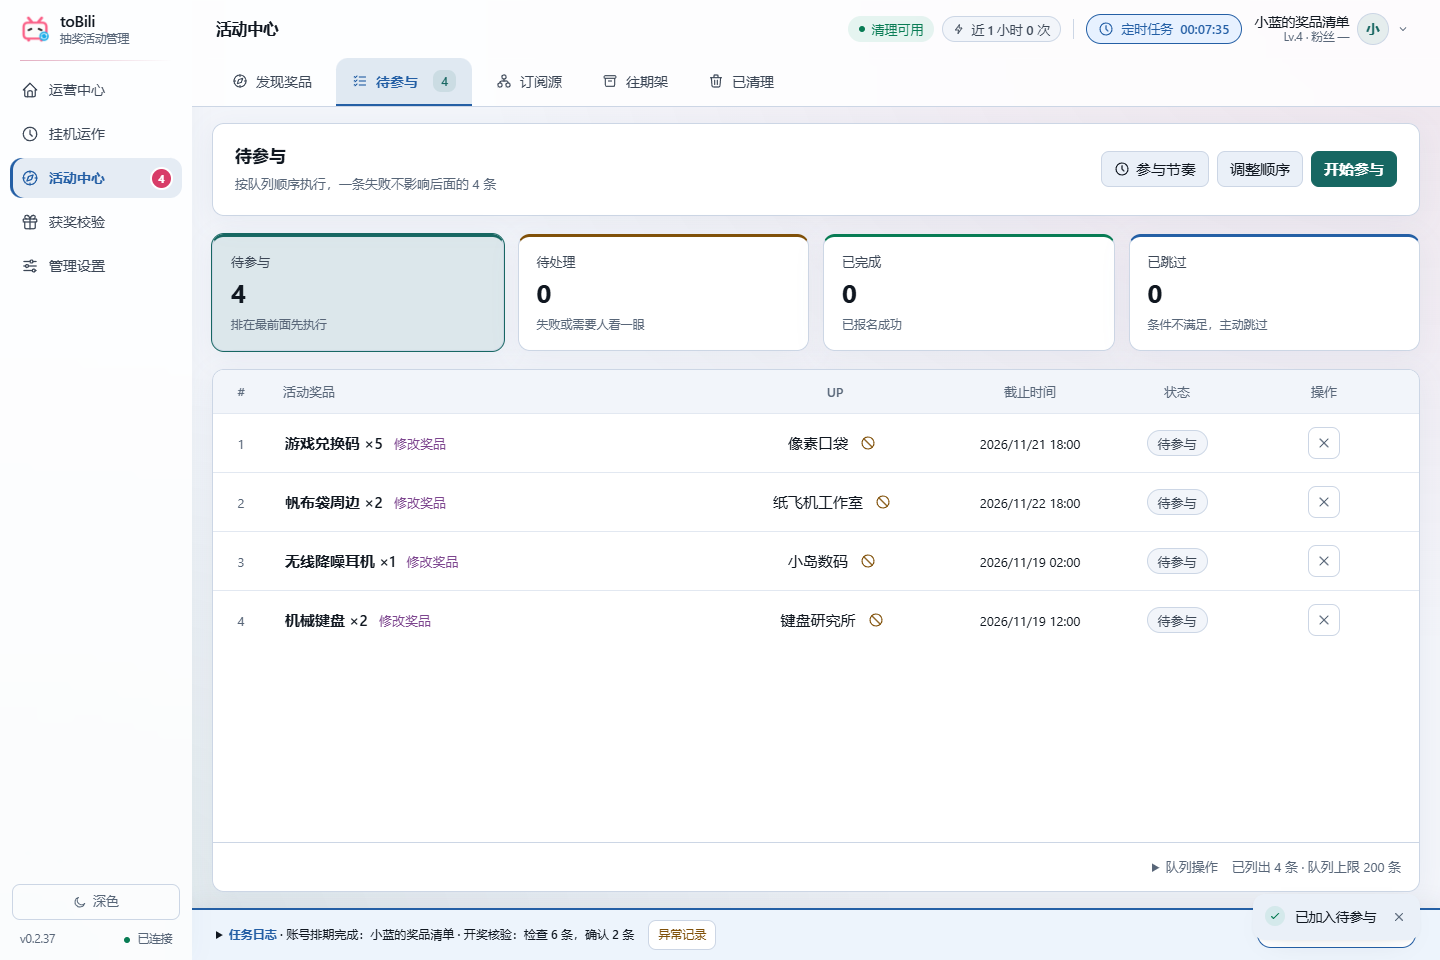 toBili
抽奖活动管理
运营中心
挂机运作
活动中心 4
获奖校验
管理设置
深色
v0.2.37 已连接
活动中心
清理可用
近 1 小时 0 次
定时任务 00:07:35
小蓝的奖品清单
Lv.4 · 粉丝 —
小
发现奖品
待参与 4
订阅源
往期架
已清理
待参与
按队列顺序执行，一条失败不影响后面的 4 条
参与节奏
调整顺序
开始参与
待参与
4
排在最前面先执行
待处理
0
失败或需要人看一眼
已完成
0
已报名成功
已跳过
0
条件不满足，主动跳过
# 活动奖品 UP 截止时间 状态 操作
1 游戏兑换码 ×5 修改奖品 像素口袋 2026/11/21 18:00 待参与
2 帆布袋周边 ×2 修改奖品 纸飞机工作室 2026/11/22 18:00 待参与
3 无线降噪耳机 ×1 修改奖品 小岛数码 2026/11/19 02:00 待参与
4 机械键盘 ×2 修改奖品 键盘研究所 2026/11/19 12:00 待参与
队列操作 已列出 4 条 · 队列上限 200 条
任务日志 · 账号排期完成：小蓝的奖品清单 · 开奖核验：检查 6 条，确认 2 条 异常记录
已加入待参与